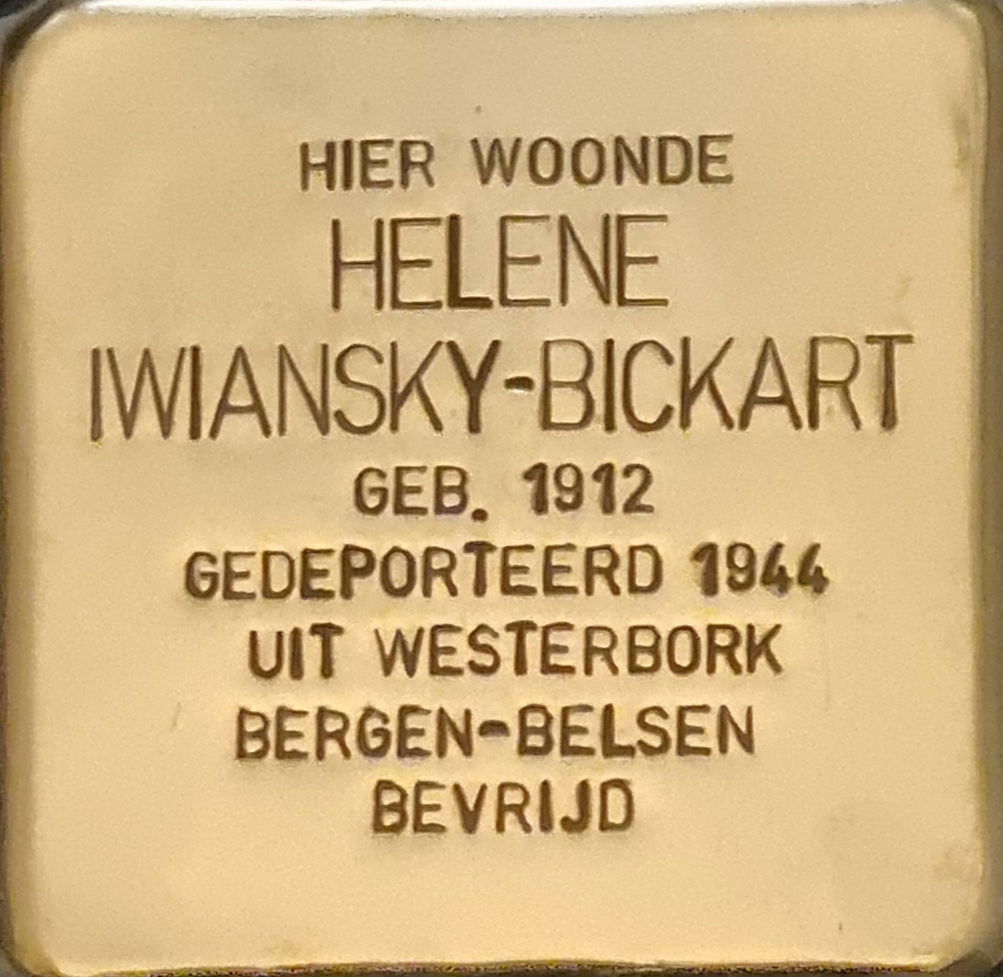 HIER WOONDE
HELENE
IWIANSKY-BICKART
GEB. 1912
GEDEPORTEERD 1944
UIT WESTERBORK
BERGEN-BELSEN
BEVRIJD